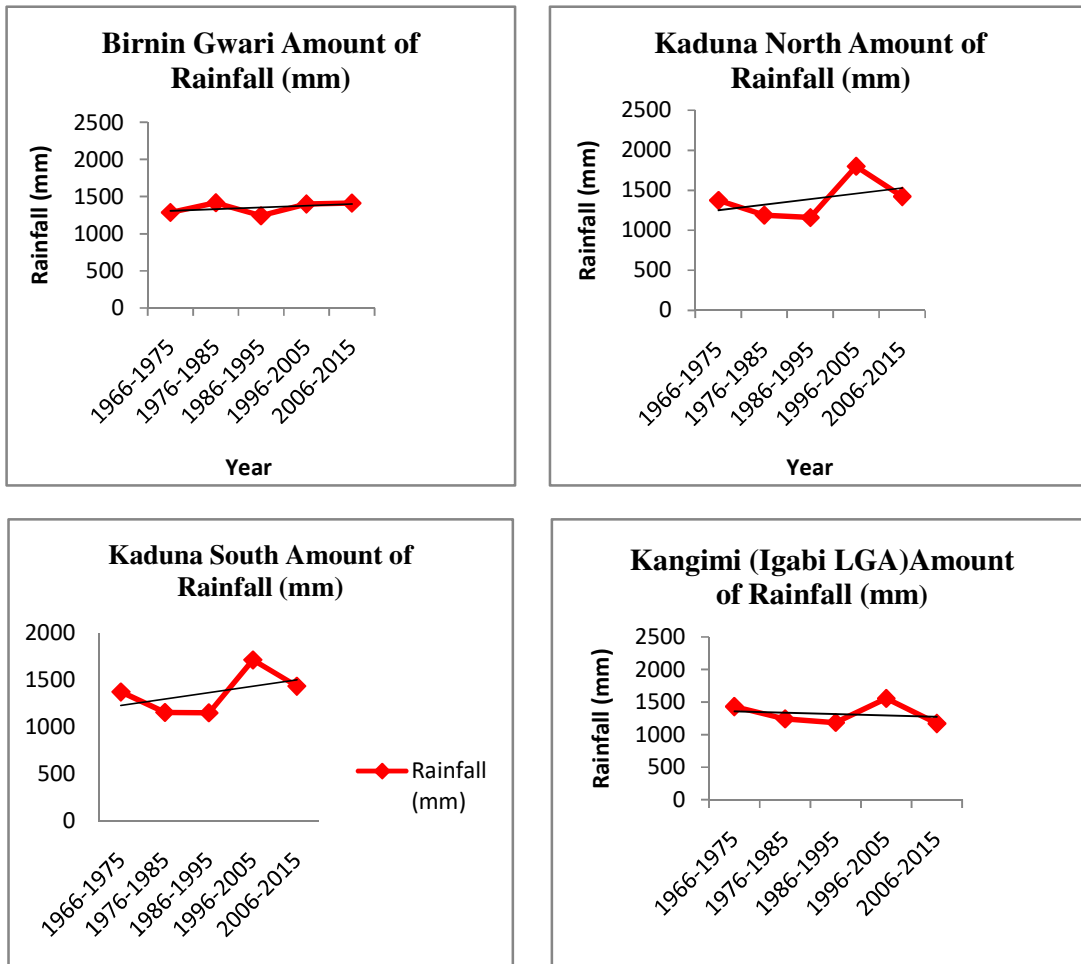 Birnin Gwari Amount of
Rainfall (mm)
Rainfall (mm)
2500
2000
1500
1000
500
0
1966-1975
1976-1985
1986-1995
1996-2005
2006-2015
Year
Kaduna North Amount of
Rainfall (mm)
Rainfall (mm)
2500
2000
1500
1000
500
0
1966-1975
1976-1985
1986-1995
1996-2005
2006-2015
Year
Kaduna South Amount of
Rainfall (mm)
2000
1500
1000
500
0
1966-1975
1976-1985
1986-1995
1996-2005
2006-2015
Rainfall
(mm)
Kangimi (Igabi LGA)Amount
of Rainfall (mm)
Rainfall (mm)
2500
2000
1500
1000
500
0
1966-1975
1976-1985
1986-1995
1996-2005
2006-2015